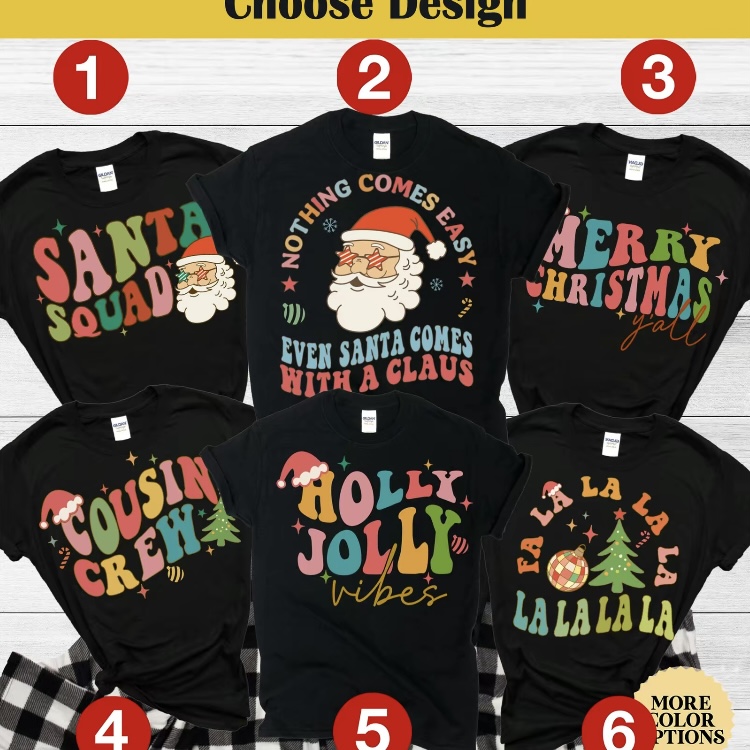 Choose Design
1
2
3
SANTA
SQUAD
NOTHING COMES EASY
EVEN SANTA COMES
WITH A CLAUS
MERRY
CHRISTMAS
y'all
COUSIN
CREW
HOLLY
JOLLY
vibes
FA LA LA LA LA LA
LA LA LA LA
4
5
6
MORE
COLOR
OPTIONS